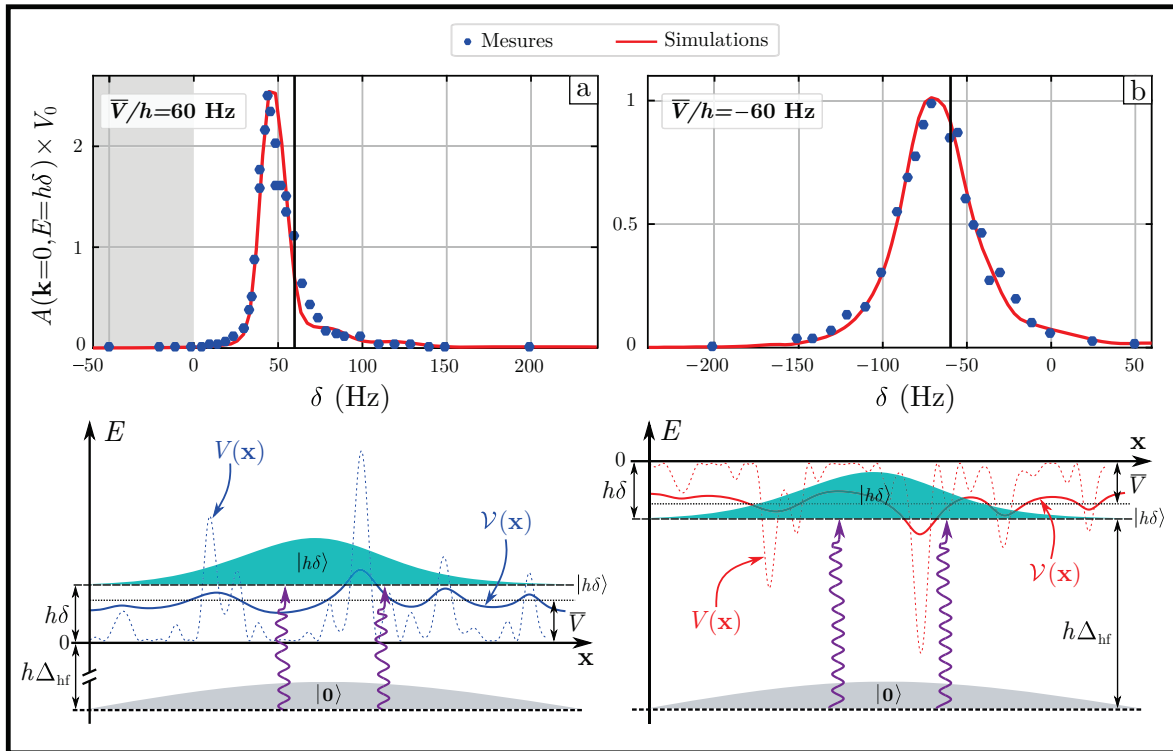 Mesures
Simulations
V̅/h=60 Hz
a
A(k=0,E=hδ) × V₀
2
1
0
−50
0
50
100
150
200
δ (Hz)
V̅/h=−60 Hz
b
1
0.5
0
−200
−150
−100
−50
0
50
δ (Hz)
E
V(x)
𝒱(x)
|hδ⟩
|hδ⟩
hδ
V̅
0
x
hΔhf
|0⟩
E
x
0
hδ
V̅
|hδ⟩
|hδ⟩
V(x)
𝒱(x)
hΔhf
|0⟩